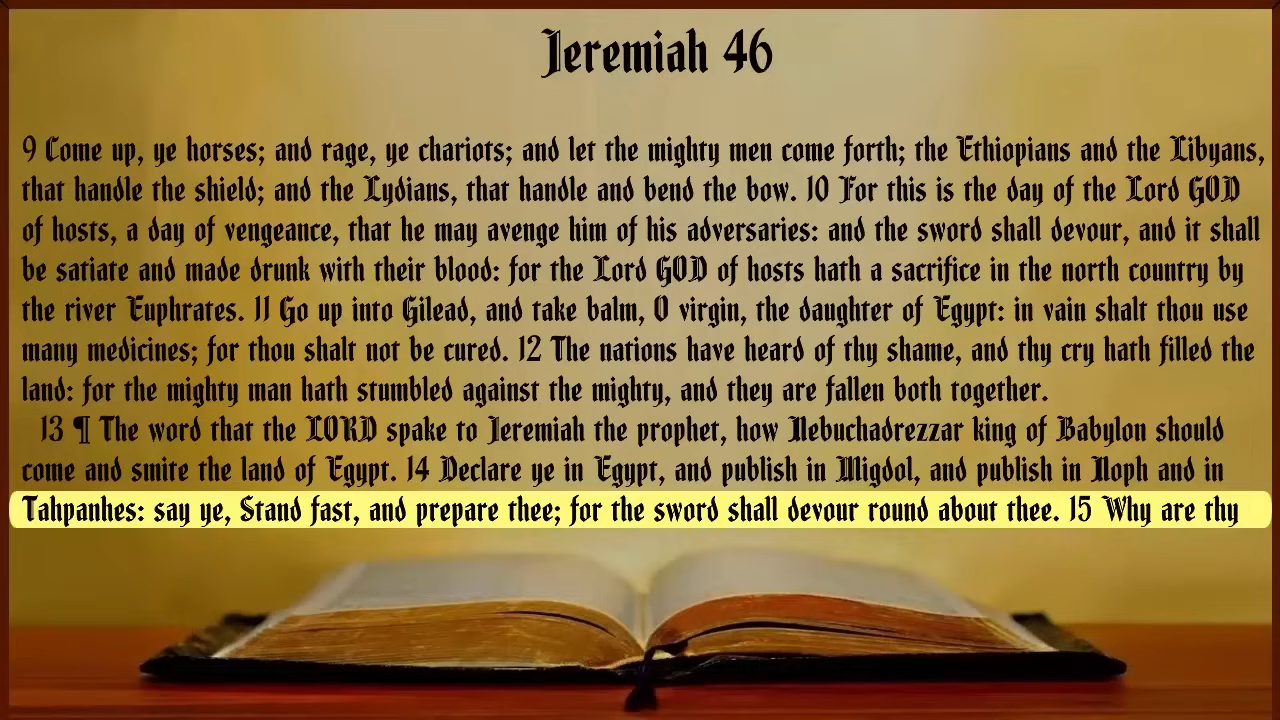 Jeremiah 46
9 Come up, ye horses; and rage, ye chariots; and let the mighty men come forth; the Ethiopians and the Libyans,
that handle the shield; and the Lydians, that handle and bend the bow. 10 For this is the day of the Lord GOD
of hosts, a day of vengeance, that he may avenge him of his adversaries: and the sword shall devour, and it shall
be satiate and made drunk with their blood: for the Lord GOD of hosts hath a sacrifice in the north country by
the river Euphrates. 11 Go up into Gilead, and take balm, O virgin, the daughter of Egypt: in vain shalt thou use
many medicines; for thou shalt not be cured. 12 The nations have heard of thy shame, and thy cry hath filled the
land: for the mighty man hath stumbled against the mighty, and they are fallen both together.
13 ¶ The word that the LORD spake to Jeremiah the prophet, how Nebuchadrezzar king of Babylon should
come and smite the land of Egypt. 14 Declare ye in Egypt, and publish in Migdol, and publish in Noph and in
Tahpanhes: say ye, Stand fast, and prepare thee; for the sword shall devour round about thee. 15 Why are thy